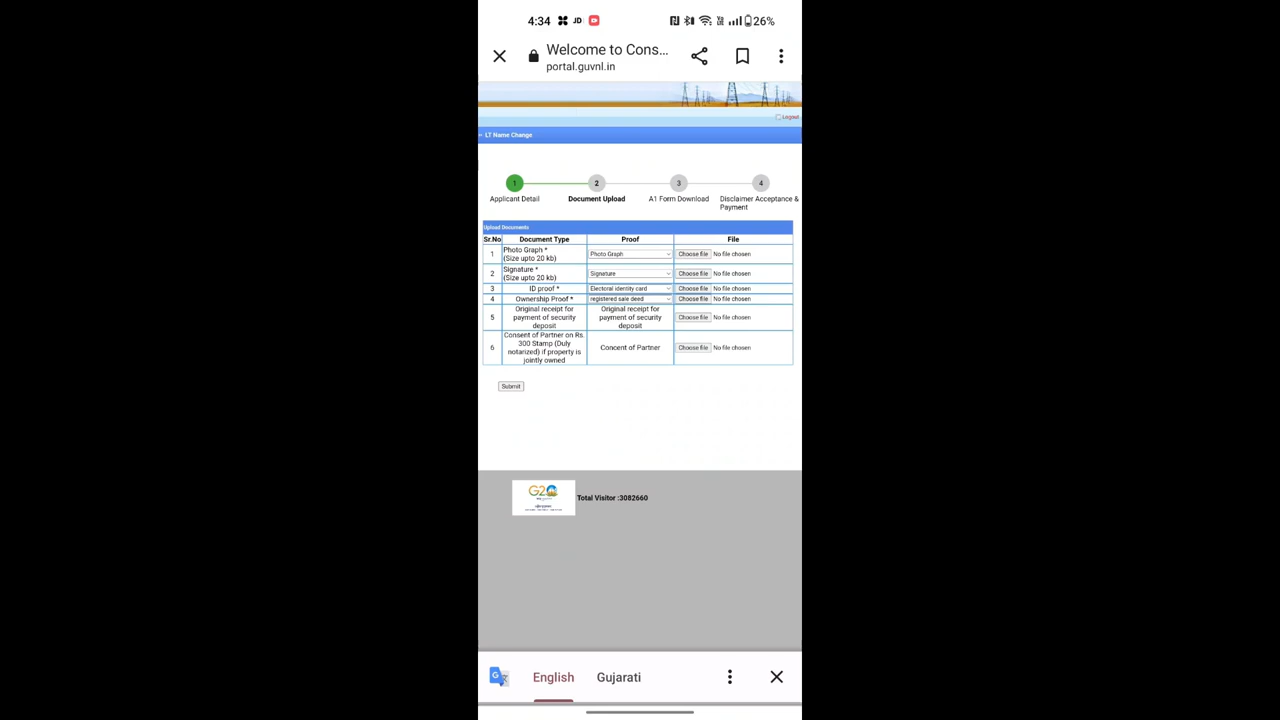 4:34 JD 26%
Welcome to Cons...
portal.guvnl.in
Logout
LT Name Change
1 2 3 4
Applicant Detail Document Upload A1 Form Download Disclaimer Acceptance & Payment
Upload Documents
Sr.No Document Type Proof File
1 Photo Graph * (Size upto 20 kb) Photo Graph Choose file No file chosen
2 Signature * (Size upto 20 kb) Signature Choose file No file chosen
3 ID proof * Electoral identity card Choose file No file chosen
4 Ownership Proof * registered sale deed Choose file No file chosen
5 Original receipt for payment of security deposit Original receipt for payment of security deposit Choose file No file chosen
6 Consent of Partner on Rs. 300 Stamp (Duly notarized) if property is jointly owned Concent of Partner Choose file No file chosen
Submit
G20
Total Visitor :3082660
English Gujarati